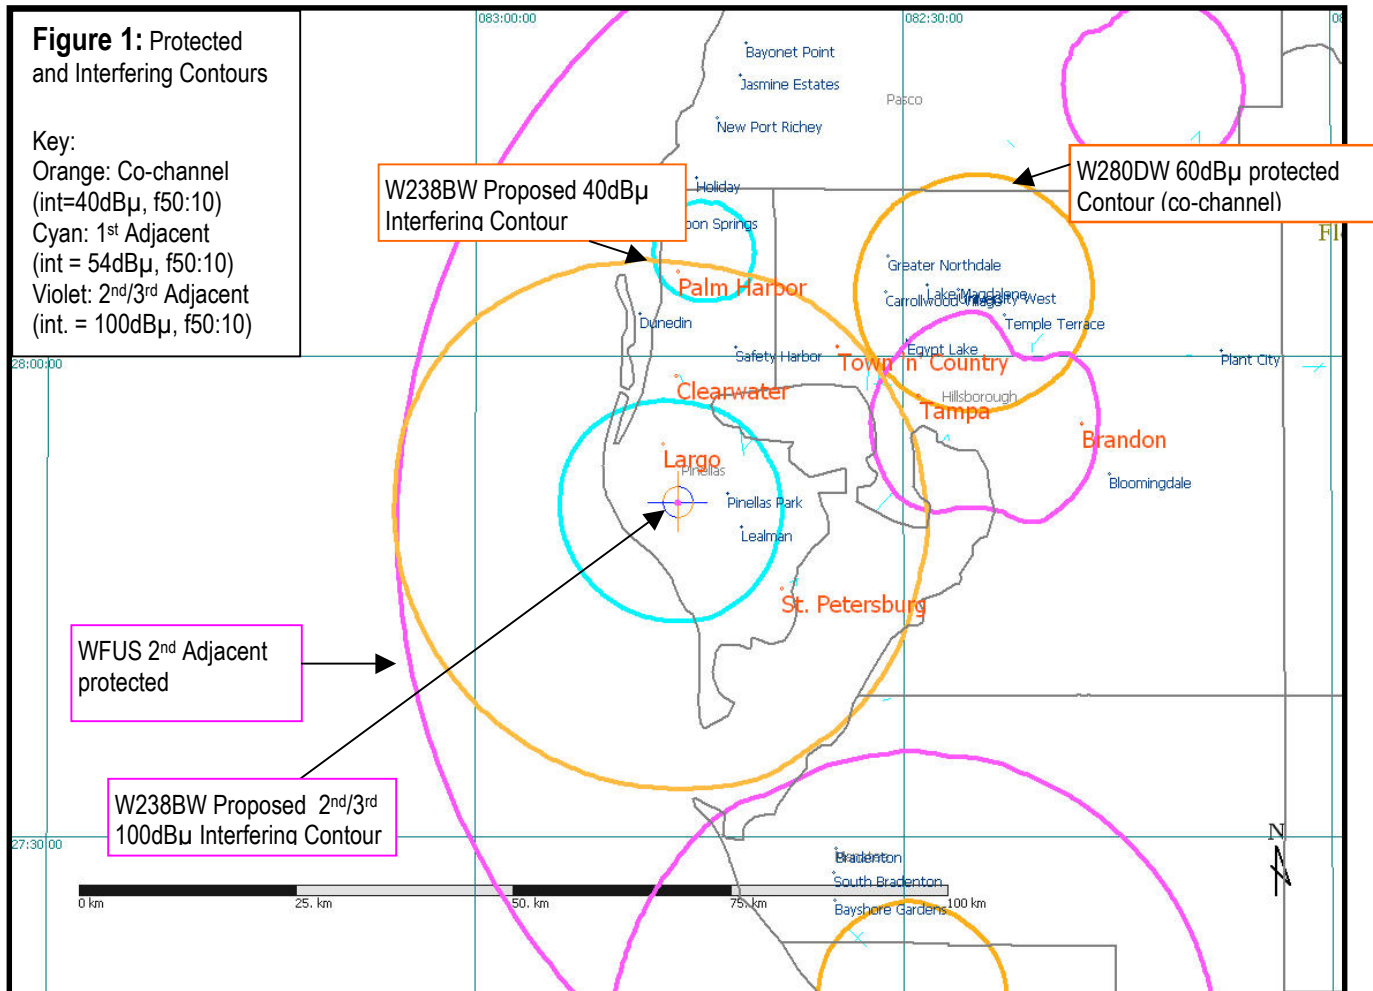 Figure 1: Protected
and Interfering Contours
Key:
Orange: Co-channel
(int=40dBµ, f50:10)
Cyan: 1st Adjacent
(int = 54dBµ, f50:10)
Violet: 2nd/3rd Adjacent
(int. = 100dBµ, f50:10)
083:00:00
082:30:00
Bayonet Point
Jasmine Estates
Pasco
New Port Richey
W280DW 60dBµ protected
Contour (co-channel)
W238BW Proposed 40dBµ
Interfering Contour
Holiday
Springs
Greater Northdale
Palm Harbor
Lake Magdalene
Carrollwood
West
Dunedin
Temple Terrace
Egypt Lake
Safety Harbor
Town 'n' Country
Plant City
28:00:00
Clearwater
Hillsborough
Tampa
Brandon
Largo
Pinellas
Bloomingdale
Pinellas Park
Lealman
St. Petersburg
WFUS 2nd Adjacent
protected
W238BW Proposed 2nd/3rd
100dBµ Interfering Contour
27:30:00
N
Bradenton
South Bradenton
Bayshore Gardens
0 km
25. km
50. km
75. km
100 km